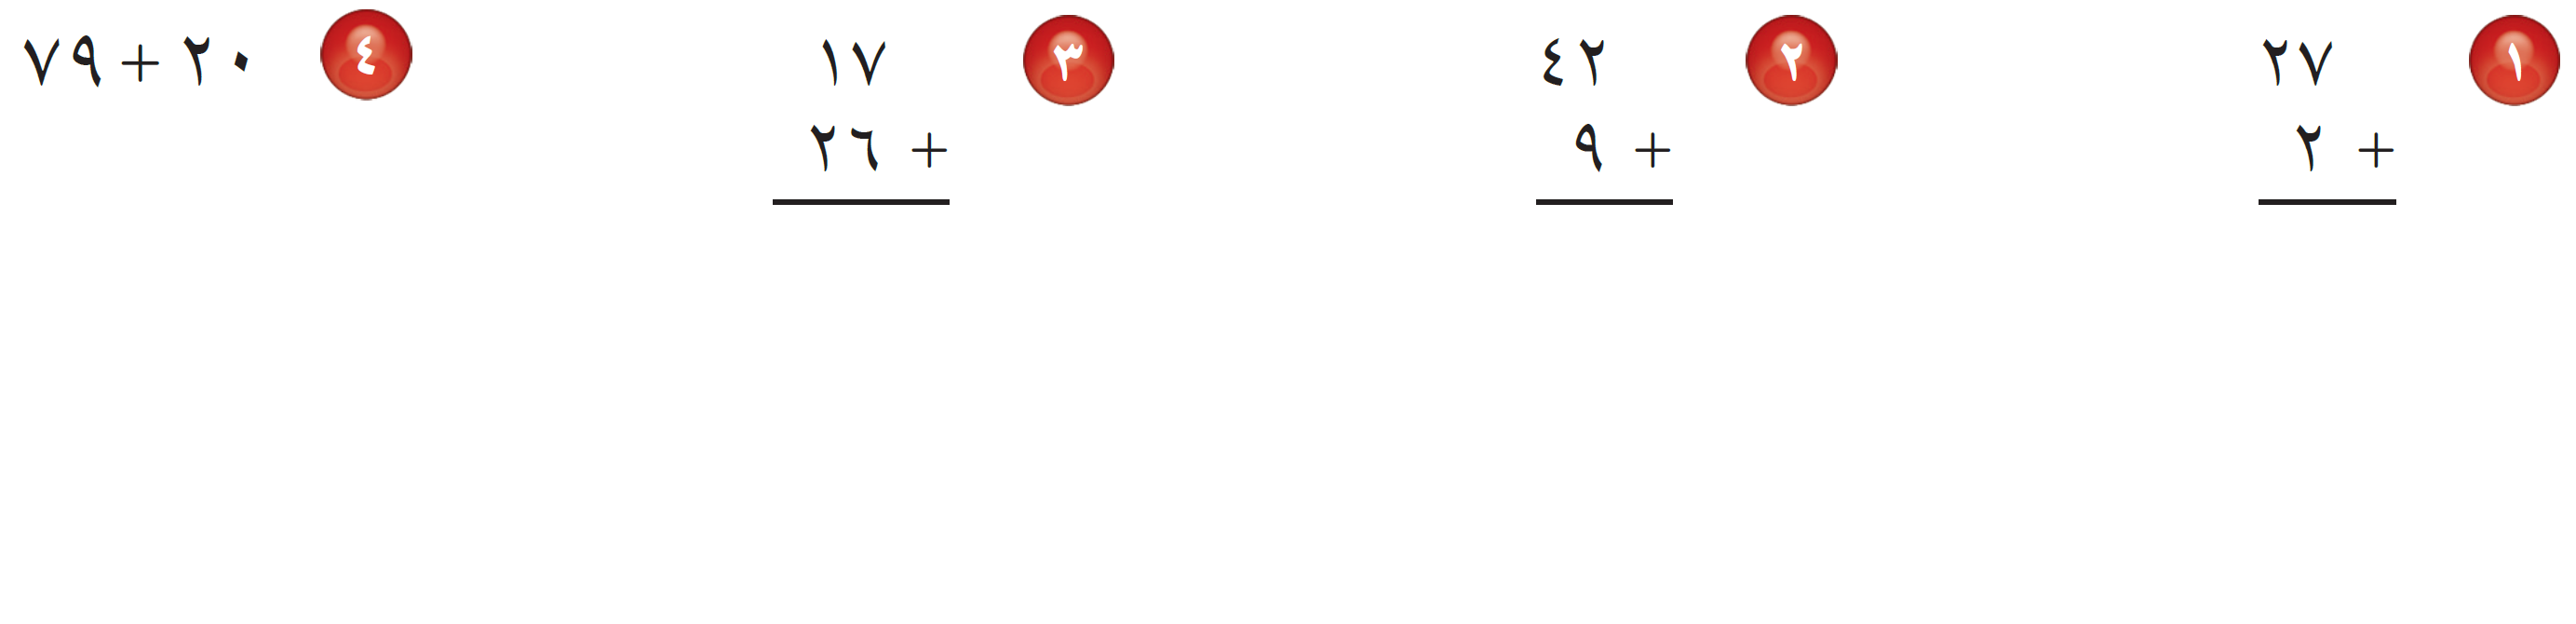 ١ ٢٧ ٢ ٤٢ ٣ ١٧ ٤ ٧٩ + ٢٠
٢ + ٩ + ٢٦ +